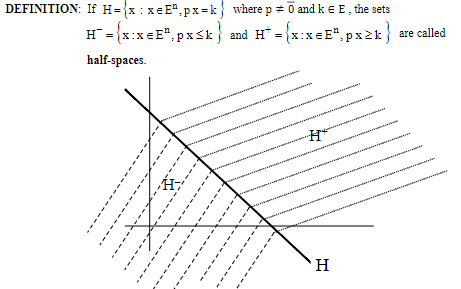 DEFINITION: If H={x : x ϵ Eⁿ, p x = k} where p ≠ 0̅ and k ϵ E , the sets
H⁻ = {x : x ϵ Eⁿ, p x ≤ k} and H⁺ = {x : x ϵ Eⁿ, p x ≥ k} are called
half-spaces.
H⁺
H⁻
H